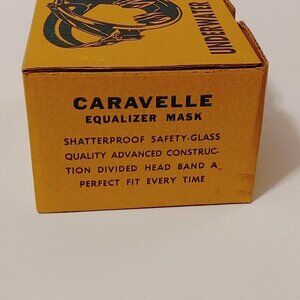 UNDERWATER
CARAVELLE
EQUALIZER MASK
SHATTERPROOF SAFETY-GLASS
QUALITY ADVANCED CONSTRUC-
TION DIVIDED HEAD BAND A
PERFECT FIT EVERY TIME